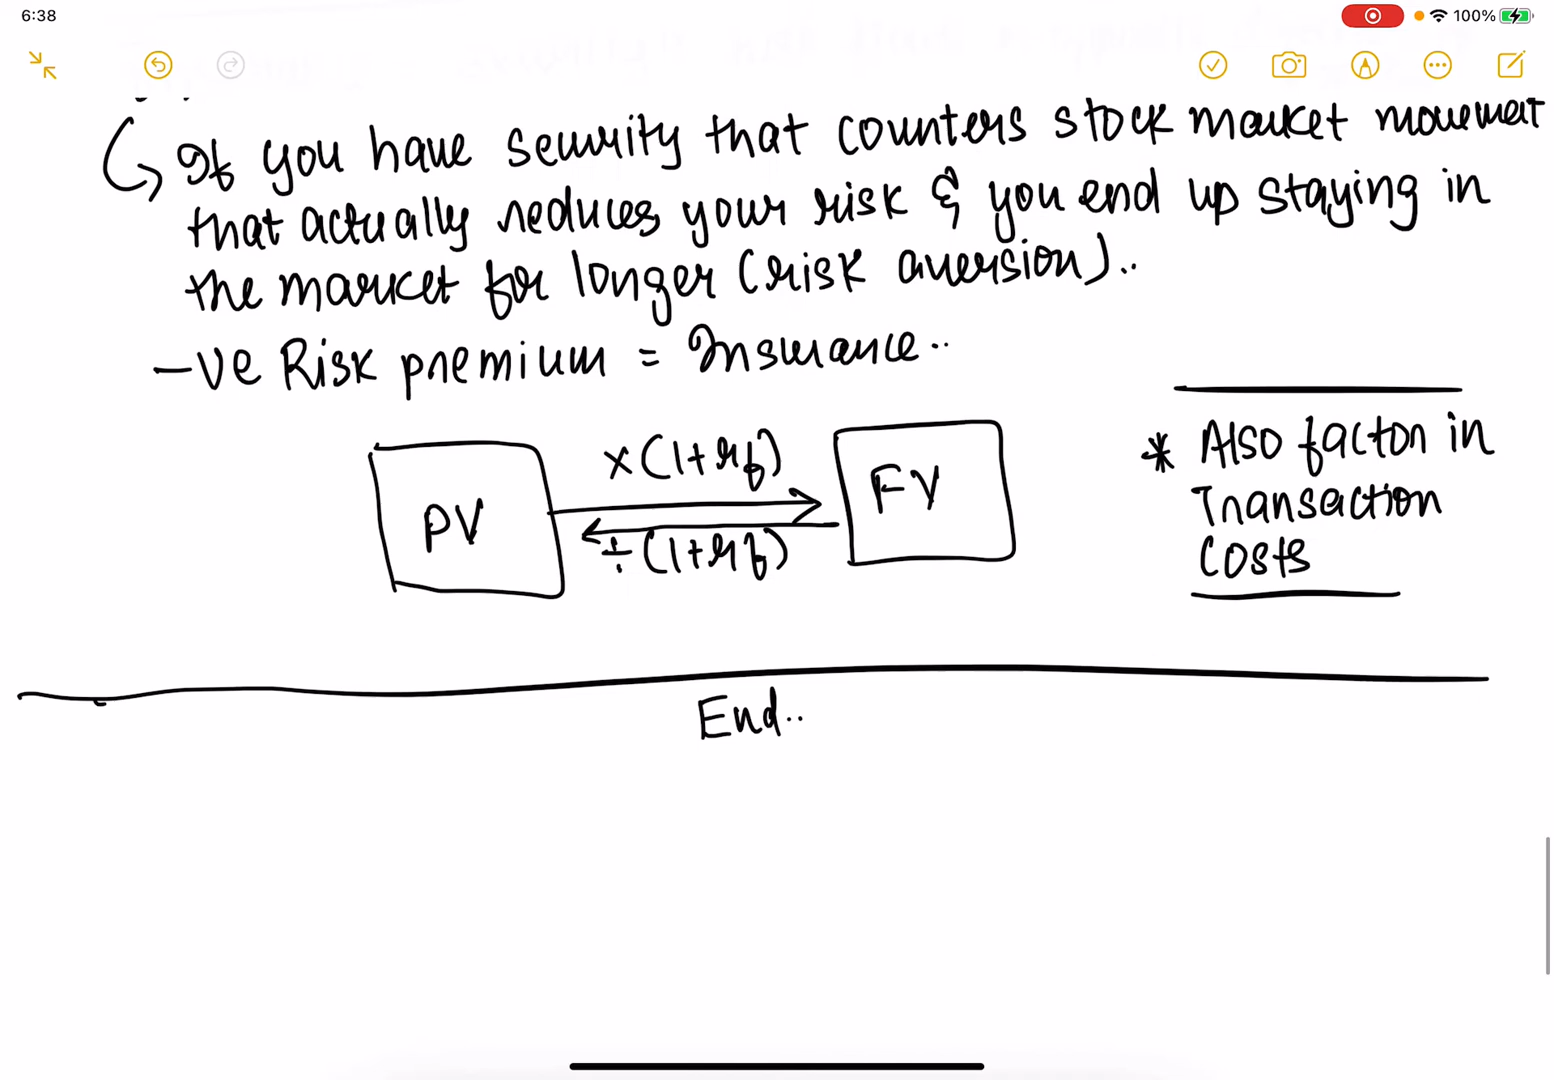 6:38
100%
If you have security that counters stock market movement
that actually reduces your risk & you end up staying in
the market for longer (risk aversion)..
-ve Risk premium = Insurance..
PV
×(1+rf)
÷(1+rf)
FV
* Also factor in
Transaction
Costs
End..